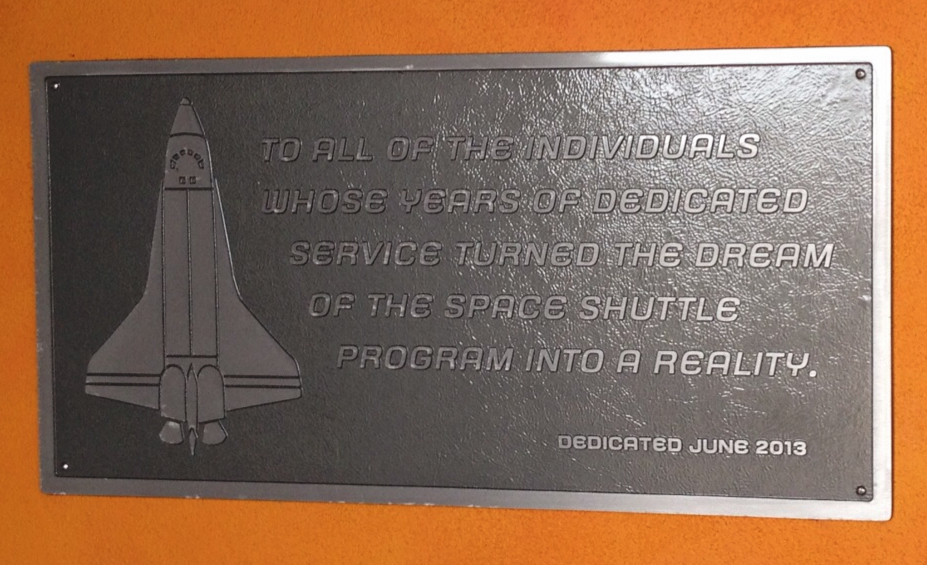 TO ALL OF THE INDIVIDUALS
WHOSE YEARS OF DEDICATED
SERVICE TURNED THE DREAM
OF THE SPACE SHUTTLE
PROGRAM INTO A REALITY.
DEDICATED JUNE 2013